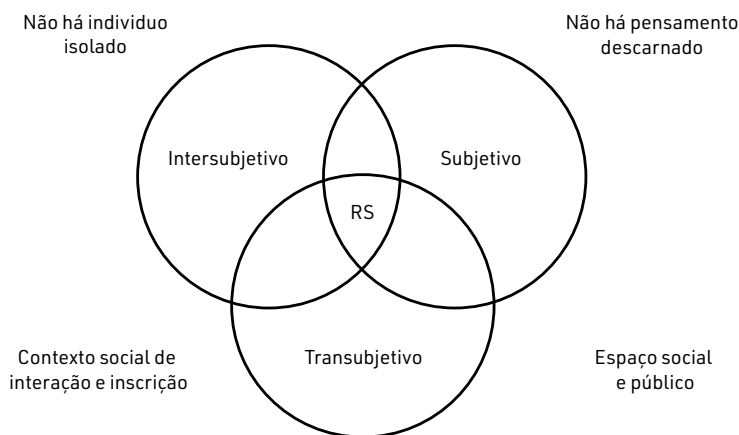 Não há individuo
isolado
Não há pensamento
descarnado
Intersubjetivo
Subjetivo
RS
Transubjetivo
Contexto social de
interação e inscrição
Espaço social
e público